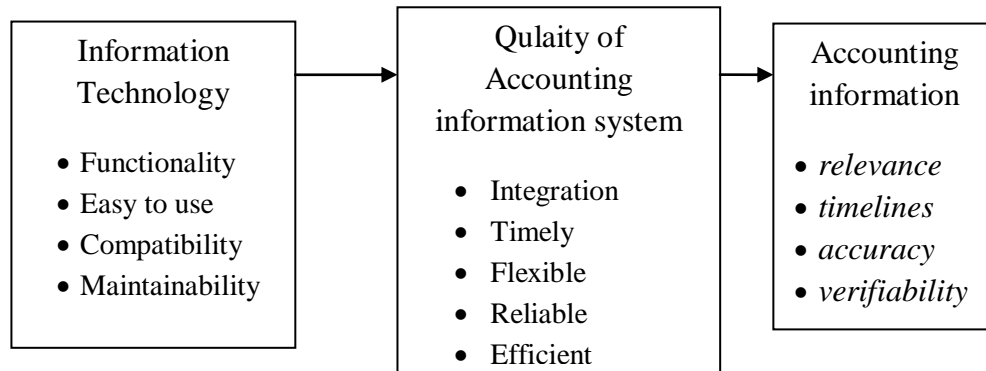 Information
Technology
• Functionality
• Easy to use
• Compatibility
• Maintainability
Qulaity of
Accounting
information system
• Integration
• Timely
• Flexible
• Reliable
• Efficient
Accounting
information
• relevance
• timelines
• accuracy
• verifiability